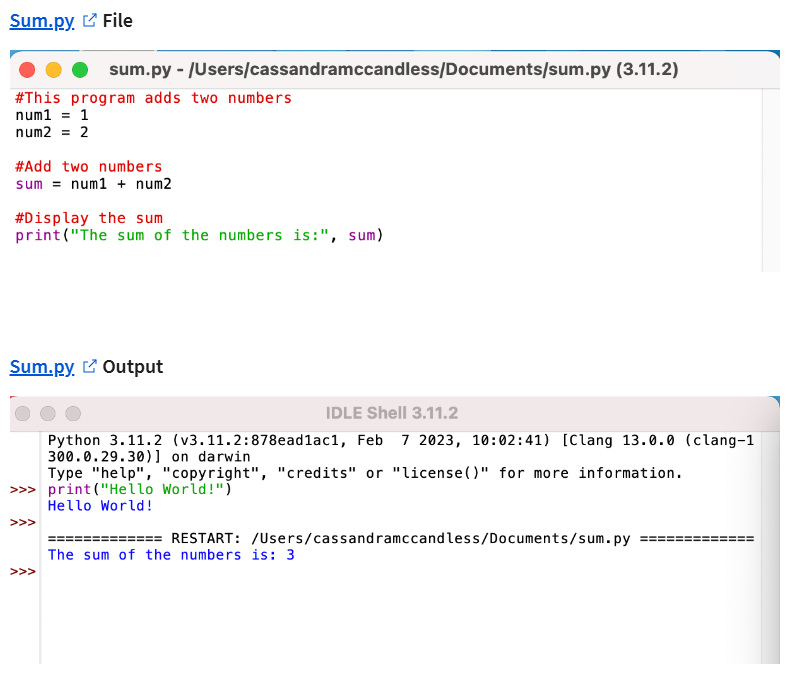 Sum.py File
sum.py - /Users/cassandramccandless/Documents/sum.py (3.11.2)
#This program adds two numbers
num1 = 1
num2 = 2
#Add two numbers
sum = num1 + num2
#Display the sum
print("The sum of the numbers is:", sum)
Sum.py Output
IDLE Shell 3.11.2
Python 3.11.2 (v3.11.2:878ead1ac1, Feb  7 2023, 10:02:41) [Clang 13.0.0 (clang-1
300.0.29.30)] on darwin
Type "help", "copyright", "credits" or "license()" for more information.
>>> print("Hello World!")
Hello World!
>>>
============= RESTART: /Users/cassandramccandless/Documents/sum.py =============
The sum of the numbers is: 3
>>>